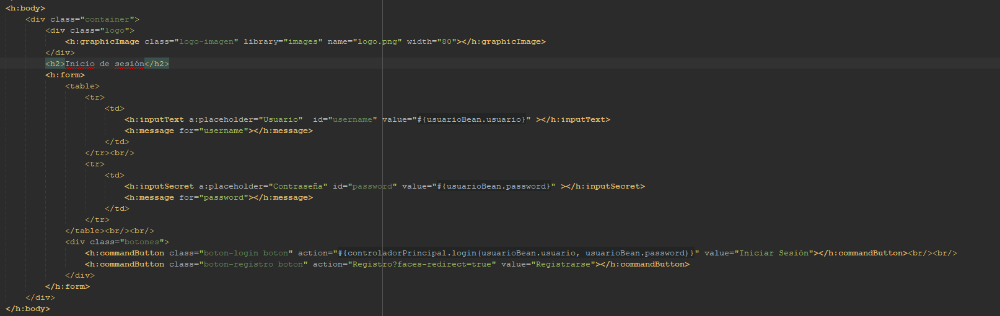 <h:body>
<div class="container">
<div class="logo">
<h:graphicImage class="logo-imagen" library="images" name="logo.png" width="80"></h:graphicImage>
</div>
<h2>Inicio de sesión</h2>
<h:form>
<table>
<tr>
<td>
<h:inputText a:placeholder="Usuario"  id="username" value="#{usuarioBean.usuario}" ></h:inputText>
<h:message for="username"></h:message>
</td>
</tr><br/>
<tr>
<td>
<h:inputSecret a:placeholder="Contraseña" id="password" value="#{usuarioBean.password}" ></h:inputSecret>
<h:message for="password"></h:message>
</td>
</tr>
</table><br/><br/>
<div class="botones">
<h:commandButton class="boton-login boton" action="#{controladorPrincipal.login(usuarioBean.usuario, usuarioBean.password)}" value="Iniciar Sesión"></h:commandButton><br/><br/>
<h:commandButton class="boton-registro boton" action="Registro?faces-redirect=true" value="Registrarse"></h:commandButton>
</div>
</h:form>
</div>
</h:body>